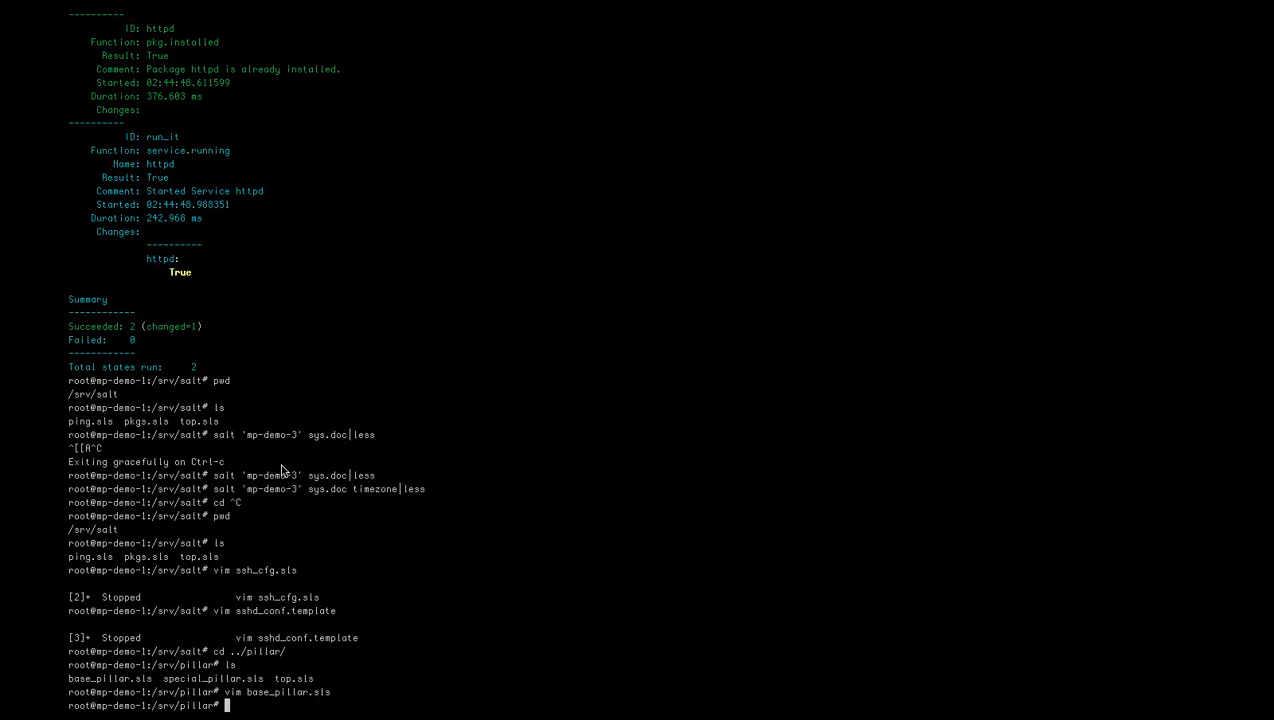 ----------
ID: httpd
Function: pkg.installed
Result: True
Comment: Package httpd is already installed.
Started: 02:44:48.611599
Duration: 376.603 ms
Changes:
----------
ID: run_it
Function: service.running
Name: httpd
Result: True
Comment: Started Service httpd
Started: 02:44:48.988351
Duration: 242.968 ms
Changes:
----------
httpd:
True
Summary
------------
Succeeded: 2 (changed=1)
Failed:    0
------------
Total states run:     2
root@mp-demo-1:/srv/salt# pwd
/srv/salt
root@mp-demo-1:/srv/salt# ls
ping.sls  pkgs.sls  top.sls
root@mp-demo-1:/srv/salt# salt 'mp-demo-3' sys.doc|less
^[[A^C
Exiting gracefully on Ctrl-c
root@mp-demo-1:/srv/salt# salt 'mp-demo-3' sys.doc|less
root@mp-demo-1:/srv/salt# salt 'mp-demo-3' sys.doc timezone|less
root@mp-demo-1:/srv/salt# cd ^C
root@mp-demo-1:/srv/salt# pwd
/srv/salt
root@mp-demo-1:/srv/salt# ls
ping.sls  pkgs.sls  top.sls
root@mp-demo-1:/srv/salt# vim ssh_cfg.sls
[2]+  Stopped                 vim ssh_cfg.sls
root@mp-demo-1:/srv/salt# vim sshd_conf.template
[3]+  Stopped                 vim sshd_conf.template
root@mp-demo-1:/srv/salt# cd ../pillar/
root@mp-demo-1:/srv/pillar# ls
base_pillar.sls  special_pillar.sls  top.sls
root@mp-demo-1:/srv/pillar# vim base_pillar.sls
root@mp-demo-1:/srv/pillar#